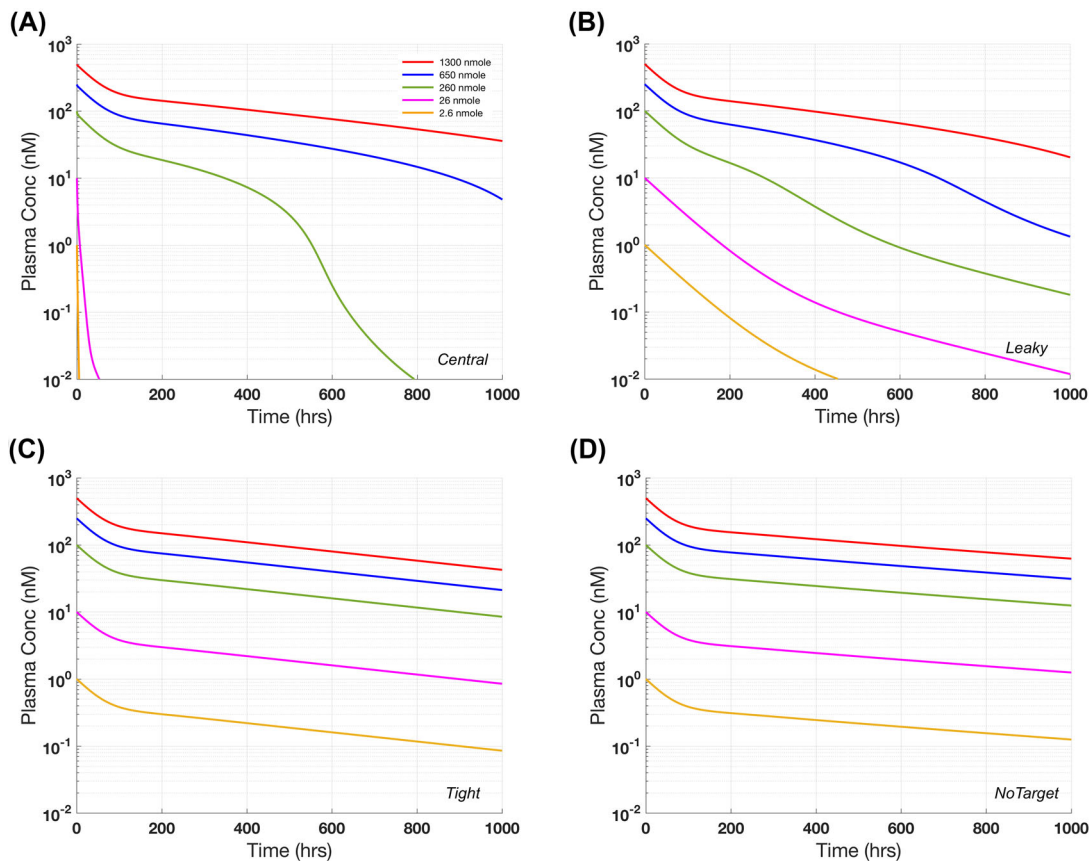 (A)
10³
10²
10¹
10⁰
10⁻¹
10⁻²
Plasma Conc (nM)
1300 nmole
650 nmole
260 nmole
26 nmole
2.6 nmole
Central
0 200 400 600 800 1000
Time (hrs)
(B)
10³
10²
10¹
10⁰
10⁻¹
10⁻²
Plasma Conc (nM)
Leaky
0 200 400 600 800 1000
Time (hrs)
(C)
10³
10²
10¹
10⁰
10⁻¹
10⁻²
Plasma Conc (nM)
Tight
0 200 400 600 800 1000
Time (hrs)
(D)
10³
10²
10¹
10⁰
10⁻¹
10⁻²
Plasma Conc (nM)
NoTarget
0 200 400 600 800 1000
Time (hrs)